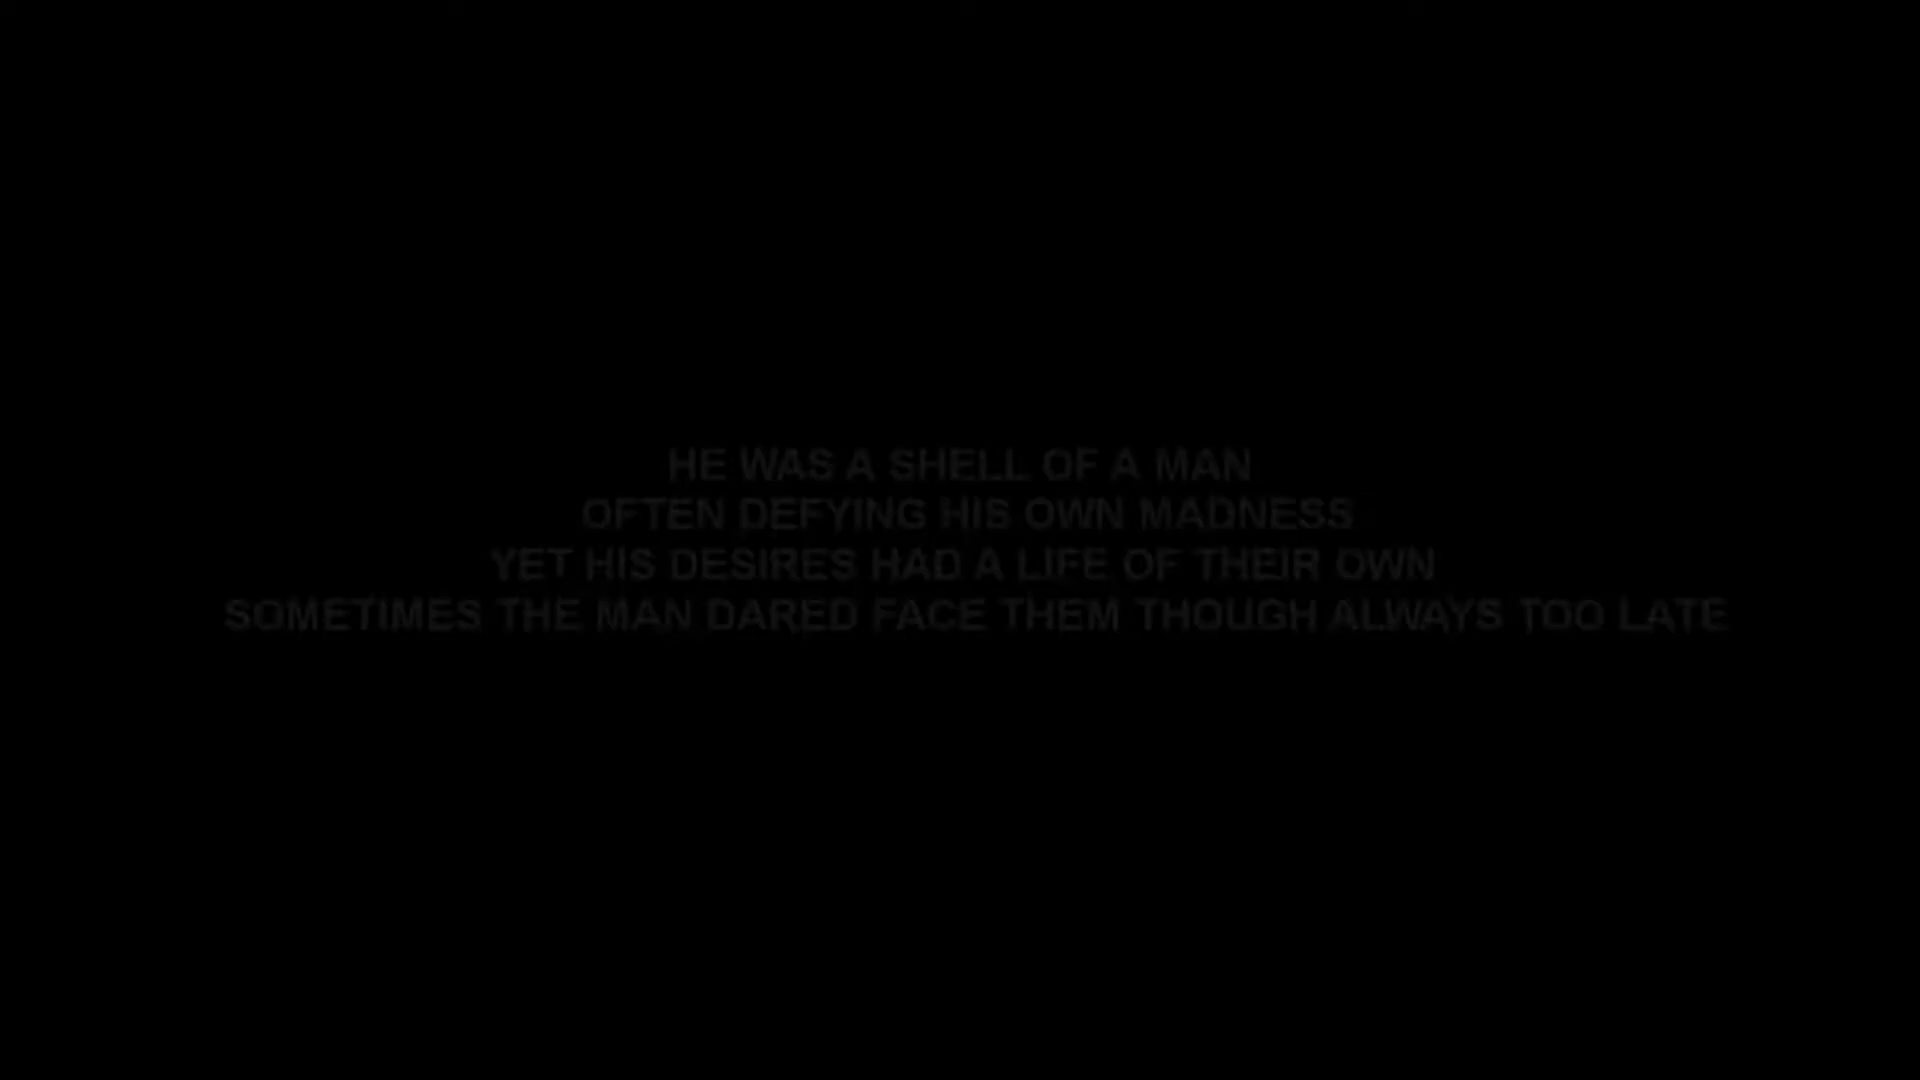 HE WAS A SHELL OF A MAN
OFTEN DEFYING HIS OWN MADNESS
YET HIS DESIRES HAD A LIFE OF THEIR OWN
SOMETIMES THE MAN DARED FACE THEM THOUGH ALWAYS TOO LATE